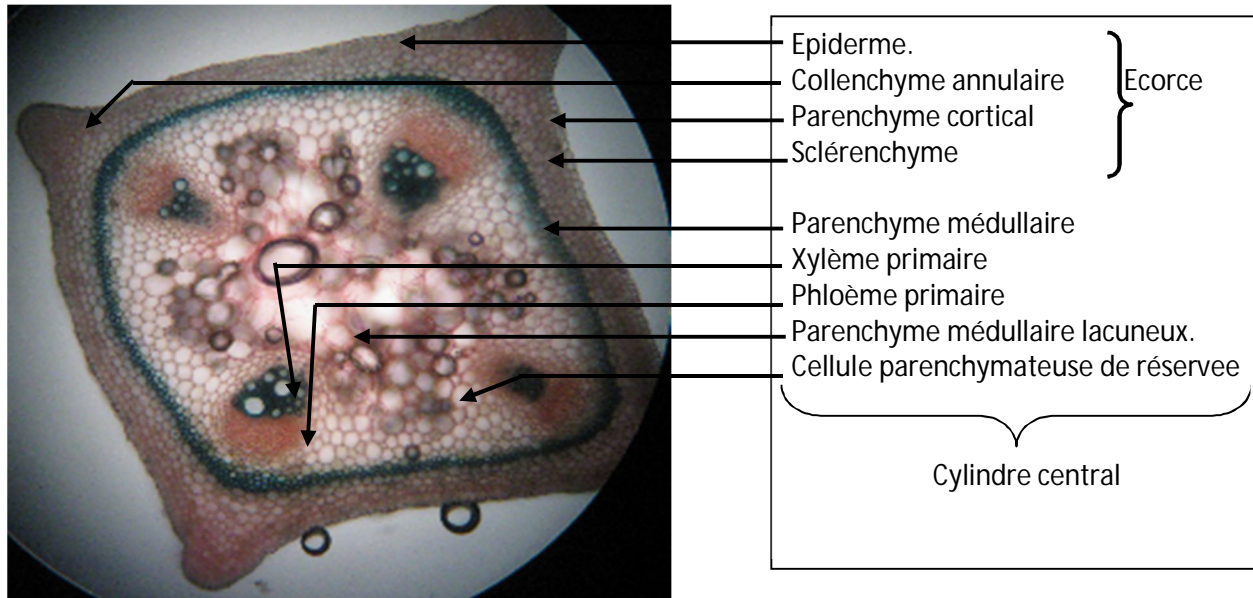 Epiderme.
Collenchyme annulaire
Ecorce
Parenchyme cortical
Sclérenchyme
Parenchyme médullaire
Xylème primaire
Phloème primaire
Parenchyme médullaire lacuneux.
Cellule parenchymateuse de réservee
Cylindre central